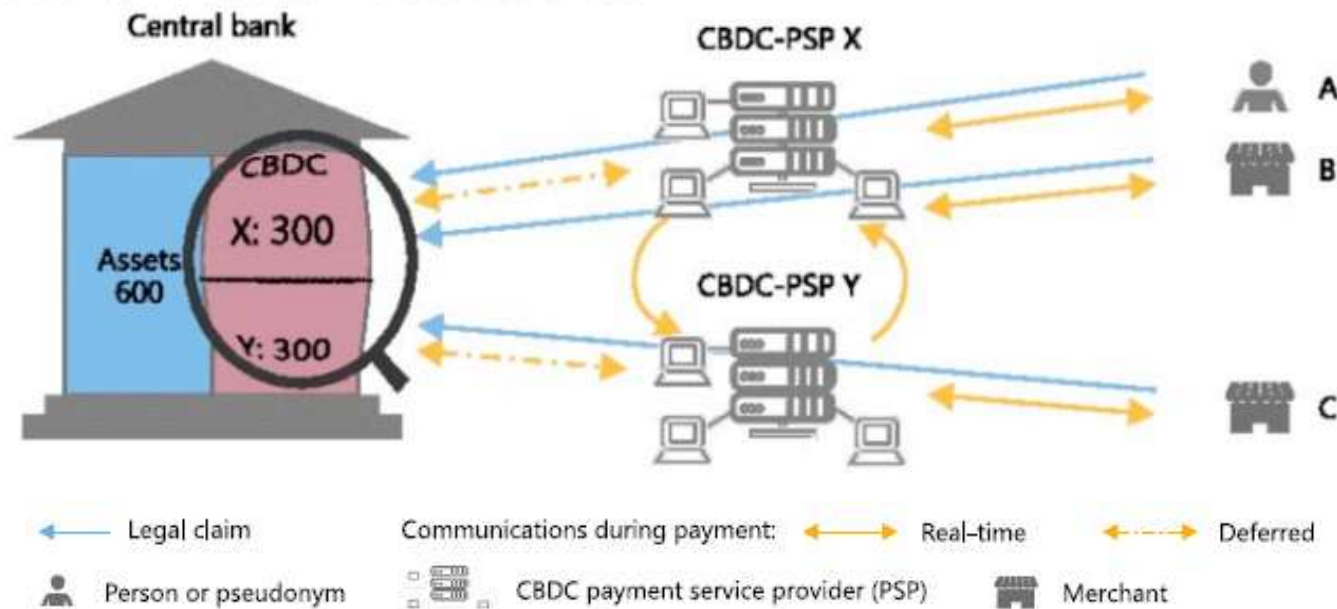 Central bank
CBDC-PSP X
A
B
CBDC
X: 300
Assets
600
Y: 300
CBDC-PSP Y
C
Legal claim
Communications during payment:
Real-time
Deferred
Person or pseudonym
CBDC payment service provider (PSP)
Merchant